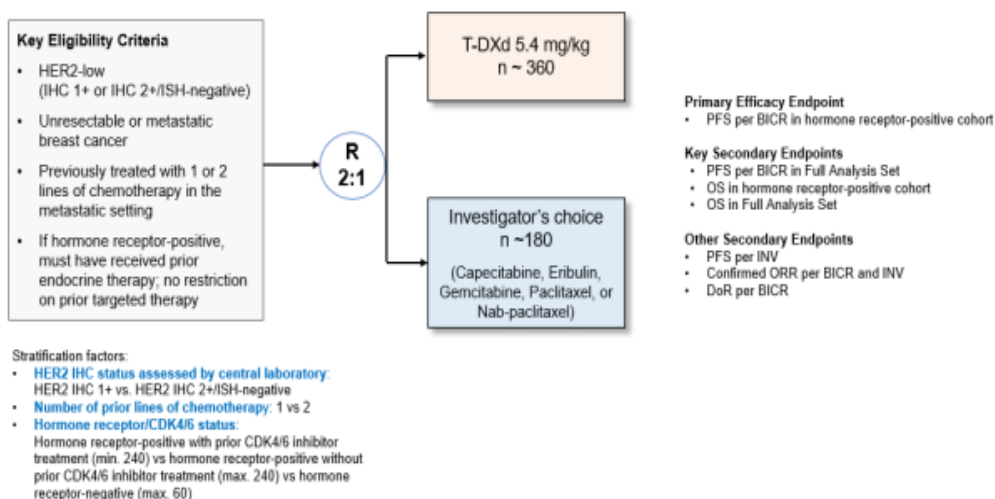 Key Eligibility Criteria
• HER2-low
(IHC 1+ or IHC 2+/ISH-negative)
• Unresectable or metastatic
breast cancer
• Previously treated with 1 or 2
lines of chemotherapy in the
metastatic setting
• If hormone receptor-positive,
must have received prior
endocrine therapy; no restriction
on prior targeted therapy
R
2:1
T-DXd 5.4 mg/kg
n ~ 360
Investigator's choice
n ~180
(Capecitabine, Eribulin,
Gemcitabine, Paclitaxel, or
Nab-paclitaxel)
Primary Efficacy Endpoint
• PFS per BICR in hormone receptor-positive cohort
Key Secondary Endpoints
• PFS per BICR in Full Analysis Set
• OS in hormone receptor-positive cohort
• OS in Full Analysis Set
Other Secondary Endpoints
• PFS per INV
• Confirmed ORR per BICR and INV
• DoR per BICR
Stratification factors:
• HER2 IHC status assessed by central laboratory:
HER2 IHC 1+ vs. HER2 IHC 2+/ISH-negative
• Number of prior lines of chemotherapy: 1 vs 2
• Hormone receptor/CDK4/6 status:
Hormone receptor-positive with prior CDK4/6 inhibitor
treatment (min. 240) vs hormone receptor-positive without
prior CDK4/6 inhibitor treatment (max. 240) vs hormone
receptor-negative (max. 60)